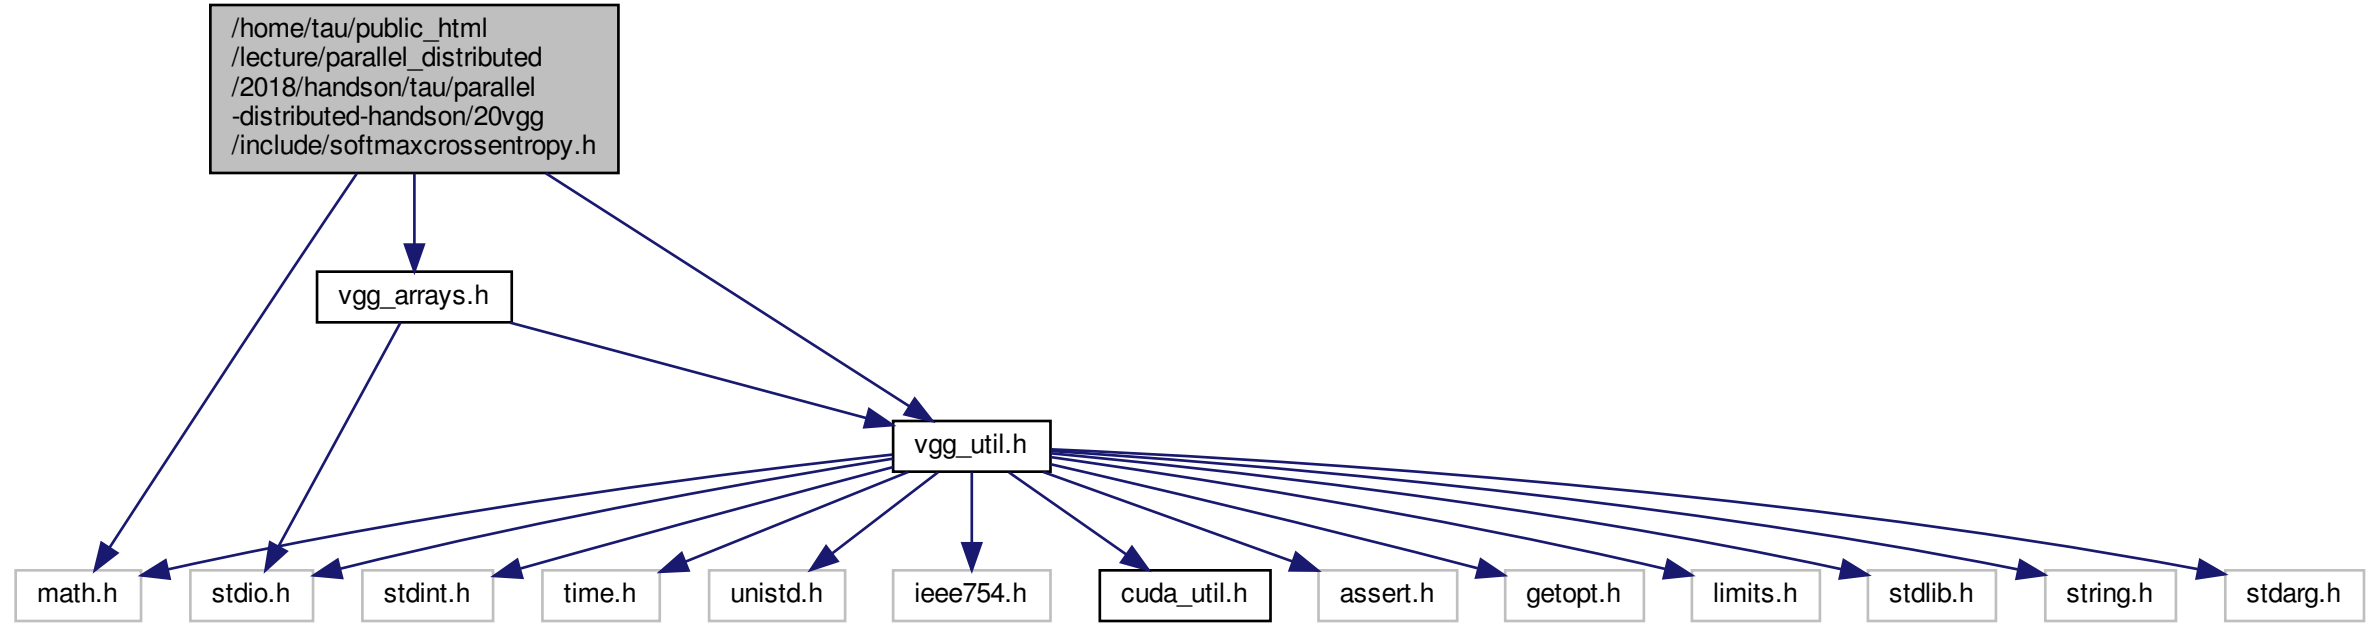 /home/tau/public_html
/lecture/parallel_distributed
/2018/handson/tau/parallel
-distributed-handson/20vgg
/include/softmaxcrossentropy.h
vgg_arrays.h
vgg_util.h
math.h
stdio.h
stdint.h
time.h
unistd.h
ieee754.h
cuda_util.h
assert.h
getopt.h
limits.h
stdlib.h
string.h
stdarg.h